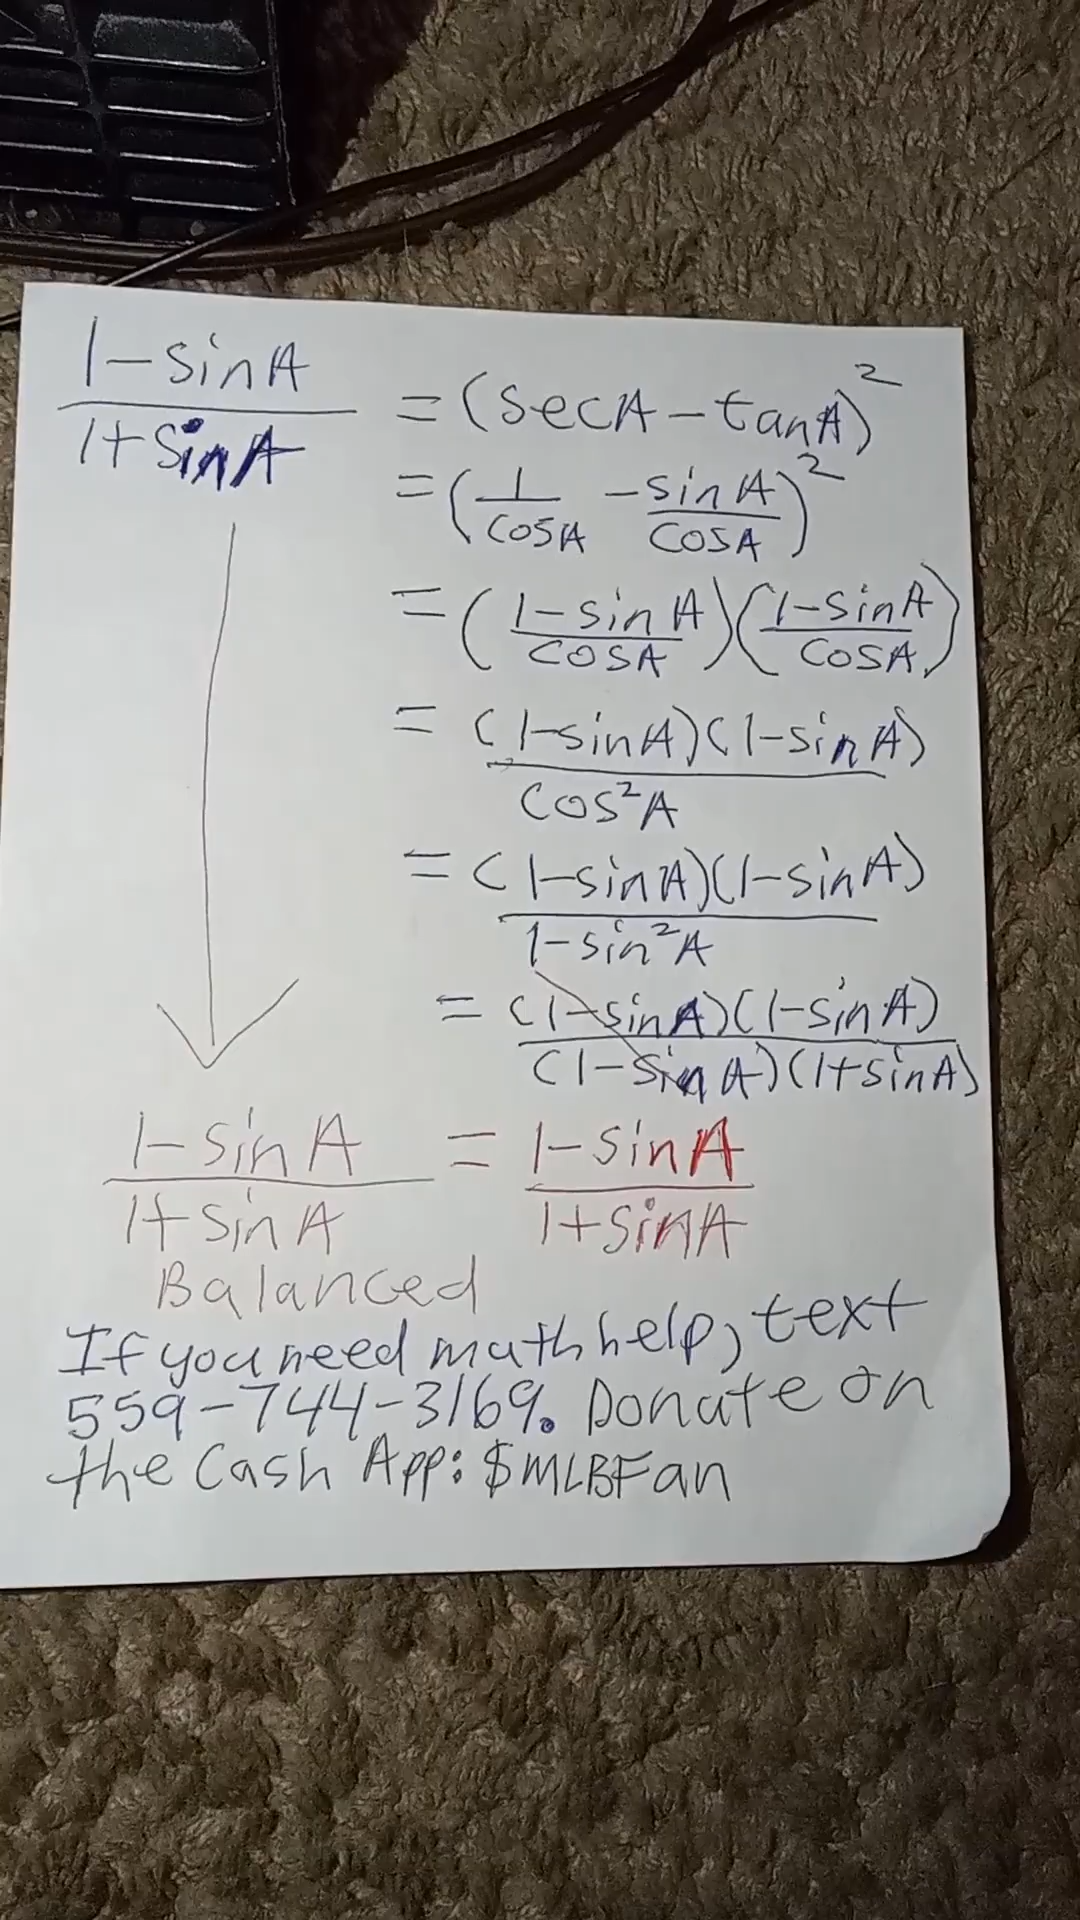 1-sinA / 1+sinA = (secA-tanA)²
= (1/cosA - sinA/cosA)²
= (1-sinA/cosA)(1-sinA/cosA)
= (1-sinA)(1-sinA) / cos²A
= (1-sinA)(1-sinA) / 1-sin²A
= (1-sinA)(1-sinA) / (1-sinA)(1+sinA)
1-sinA / 1+sinA = 1-sinA / 1+sinA
Balanced
If you need math help, text
559-744-3169. Donate on
the Cash App: $MLBFan